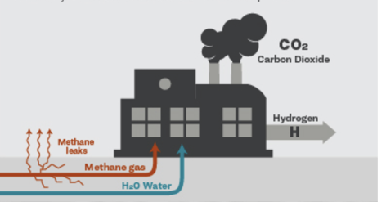 CO₂
Carbon Dioxide
Hydrogen
H
Methane
leaks
Methane gas
H₂O Water